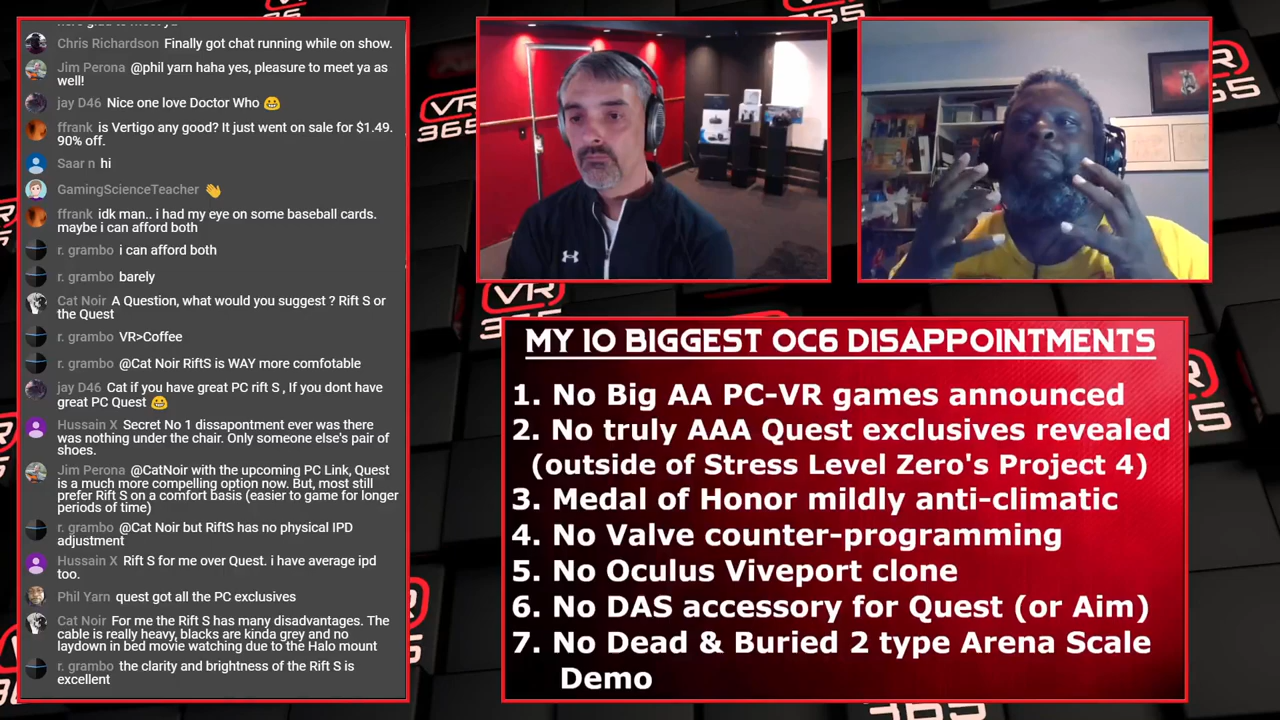 Chris Richardson Finally got chat running while on show.
Jim Perona @phil yarn haha yes, pleasure to meet ya as
well!
jay D46 Nice one love Doctor Who
ffrank is Vertigo any good? It just went on sale for $1.49.
90% off.
Saar n hi
GamingScienceTeacher
ffrank idk man.. i had my eye on some baseball cards.
maybe i can afford both
r. grambo i can afford both
r. grambo barely
Cat Noir A Question, what would you suggest ? Rift S or
the Quest
r. grambo VR>Coffee
r. grambo @Cat Noir RiftS is WAY more comfotable
jay D46 Cat if you have great PC rift S , If you dont have
great PC Quest
Hussain X Secret No 1 dissapontment ever was there
was nothing under the chair. Only someone else's pair of
shoes.
Jim Perona @CatNoir with the upcoming PC Link, Quest
is a much more compelling option now. But, most still
prefer Rift S on a comfort basis (easier to game for longer
periods of time)
r. grambo @Cat Noir but RiftS has no physical IPD
adjustment
Hussain X Rift S for me over Quest. i have average ipd
too.
Phil Yarn quest got all the PC exclusives
Cat Noir For me the Rift S has many disadvantages. The
cable is really heavy, blacks are kinda grey and no
laydown in bed movie watching due to the Halo mount
r. grambo the clarity and brightness of the Rift S is
excellent
VR
365
VR
365
MY 10 BIGGEST OC6 DISAPPOINTMENTS
1. No Big AA PC-VR games announced
2. No truly AAA Quest exclusives revealed
(outside of Stress Level Zero's Project 4)
3. Medal of Honor mildly anti-climatic
4. No Valve counter-programming
5. No Oculus Viveport clone
6. No DAS accessory for Quest (or Aim)
7. No Dead & Buried 2 type Arena Scale
Demo